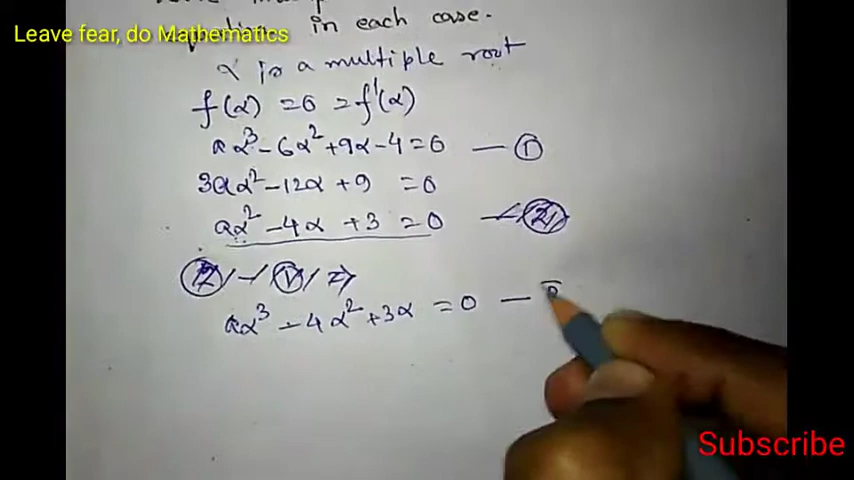 in each case.
Leave fear, do Mathematics
α is a multiple root
f(α) = 0 = f'(α)
aα³ - 6α² + 9α - 4 = 0 — ①
3aα² - 12α + 9 = 0
aα² - 4α + 3 = 0 —
aα³ - 4α² + 3α = 0 —
Subscribe